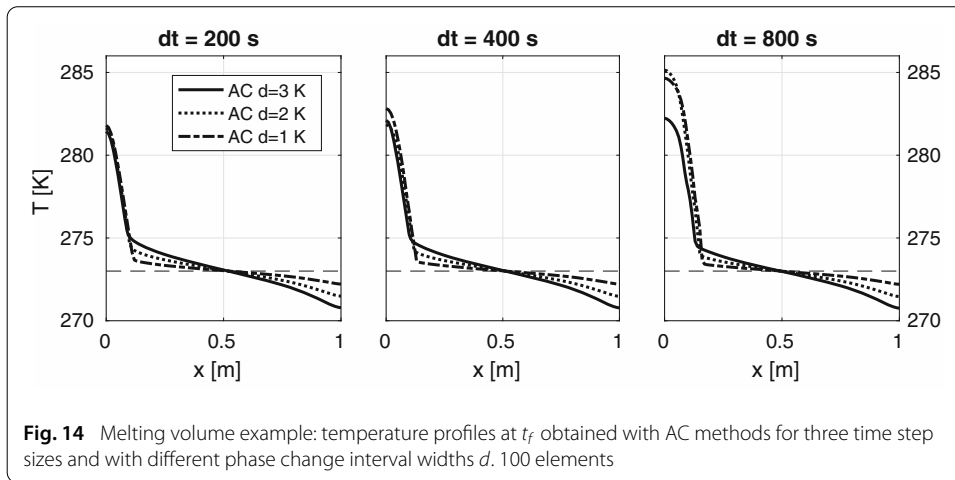 dt = 200 s
dt = 400 s
dt = 800 s
285
280
275
270
T [K]
AC d=3 K
AC d=2 K
AC d=1 K
285
280
275
270
0 0.5 1
0 0.5 1
0 0.5 1
x [m]
x [m]
x [m]
Fig. 14 Melting volume example: temperature profiles at t_f obtained with AC methods for three time step
sizes and with different phase change interval widths d. 100 elements